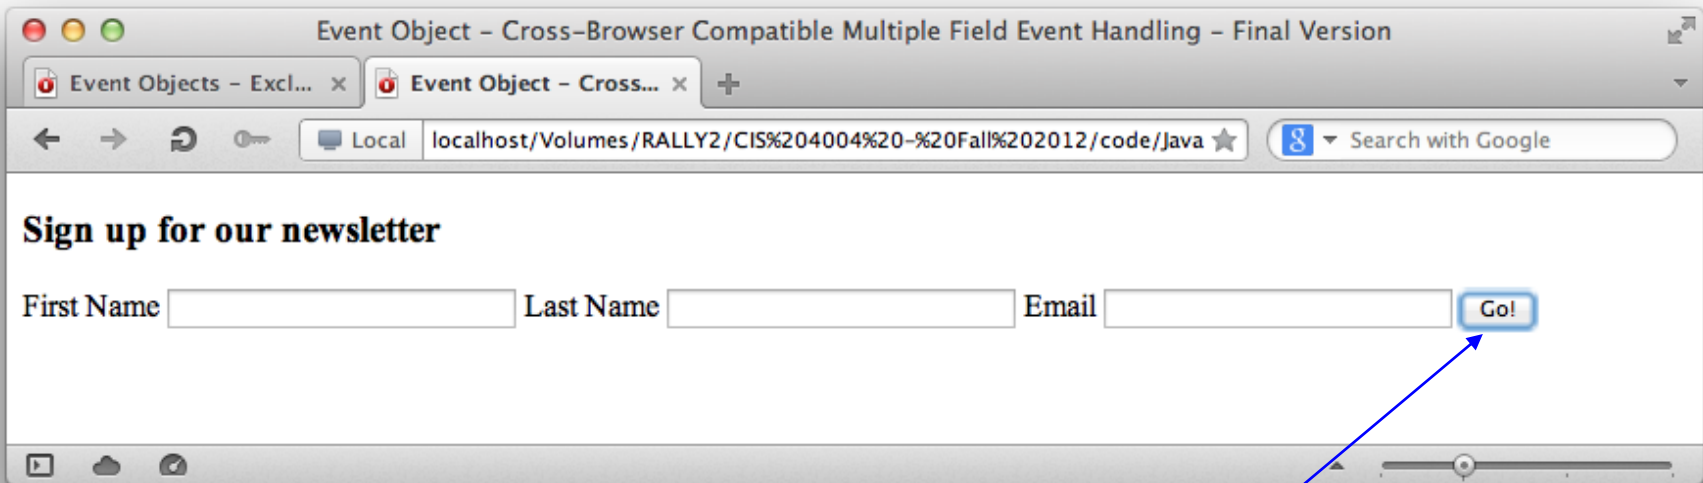 Event Object – Cross-Browser Compatible Multiple Field Event Handling – Final Version
Event Objects – Excl... Event Object – Cross...
Local localhost/Volumes/RALLY2/CIS%204004%20-%20Fall%202012/code/Java 8 Search with Google
Sign up for our newsletter
First Name Last Name Email Go!